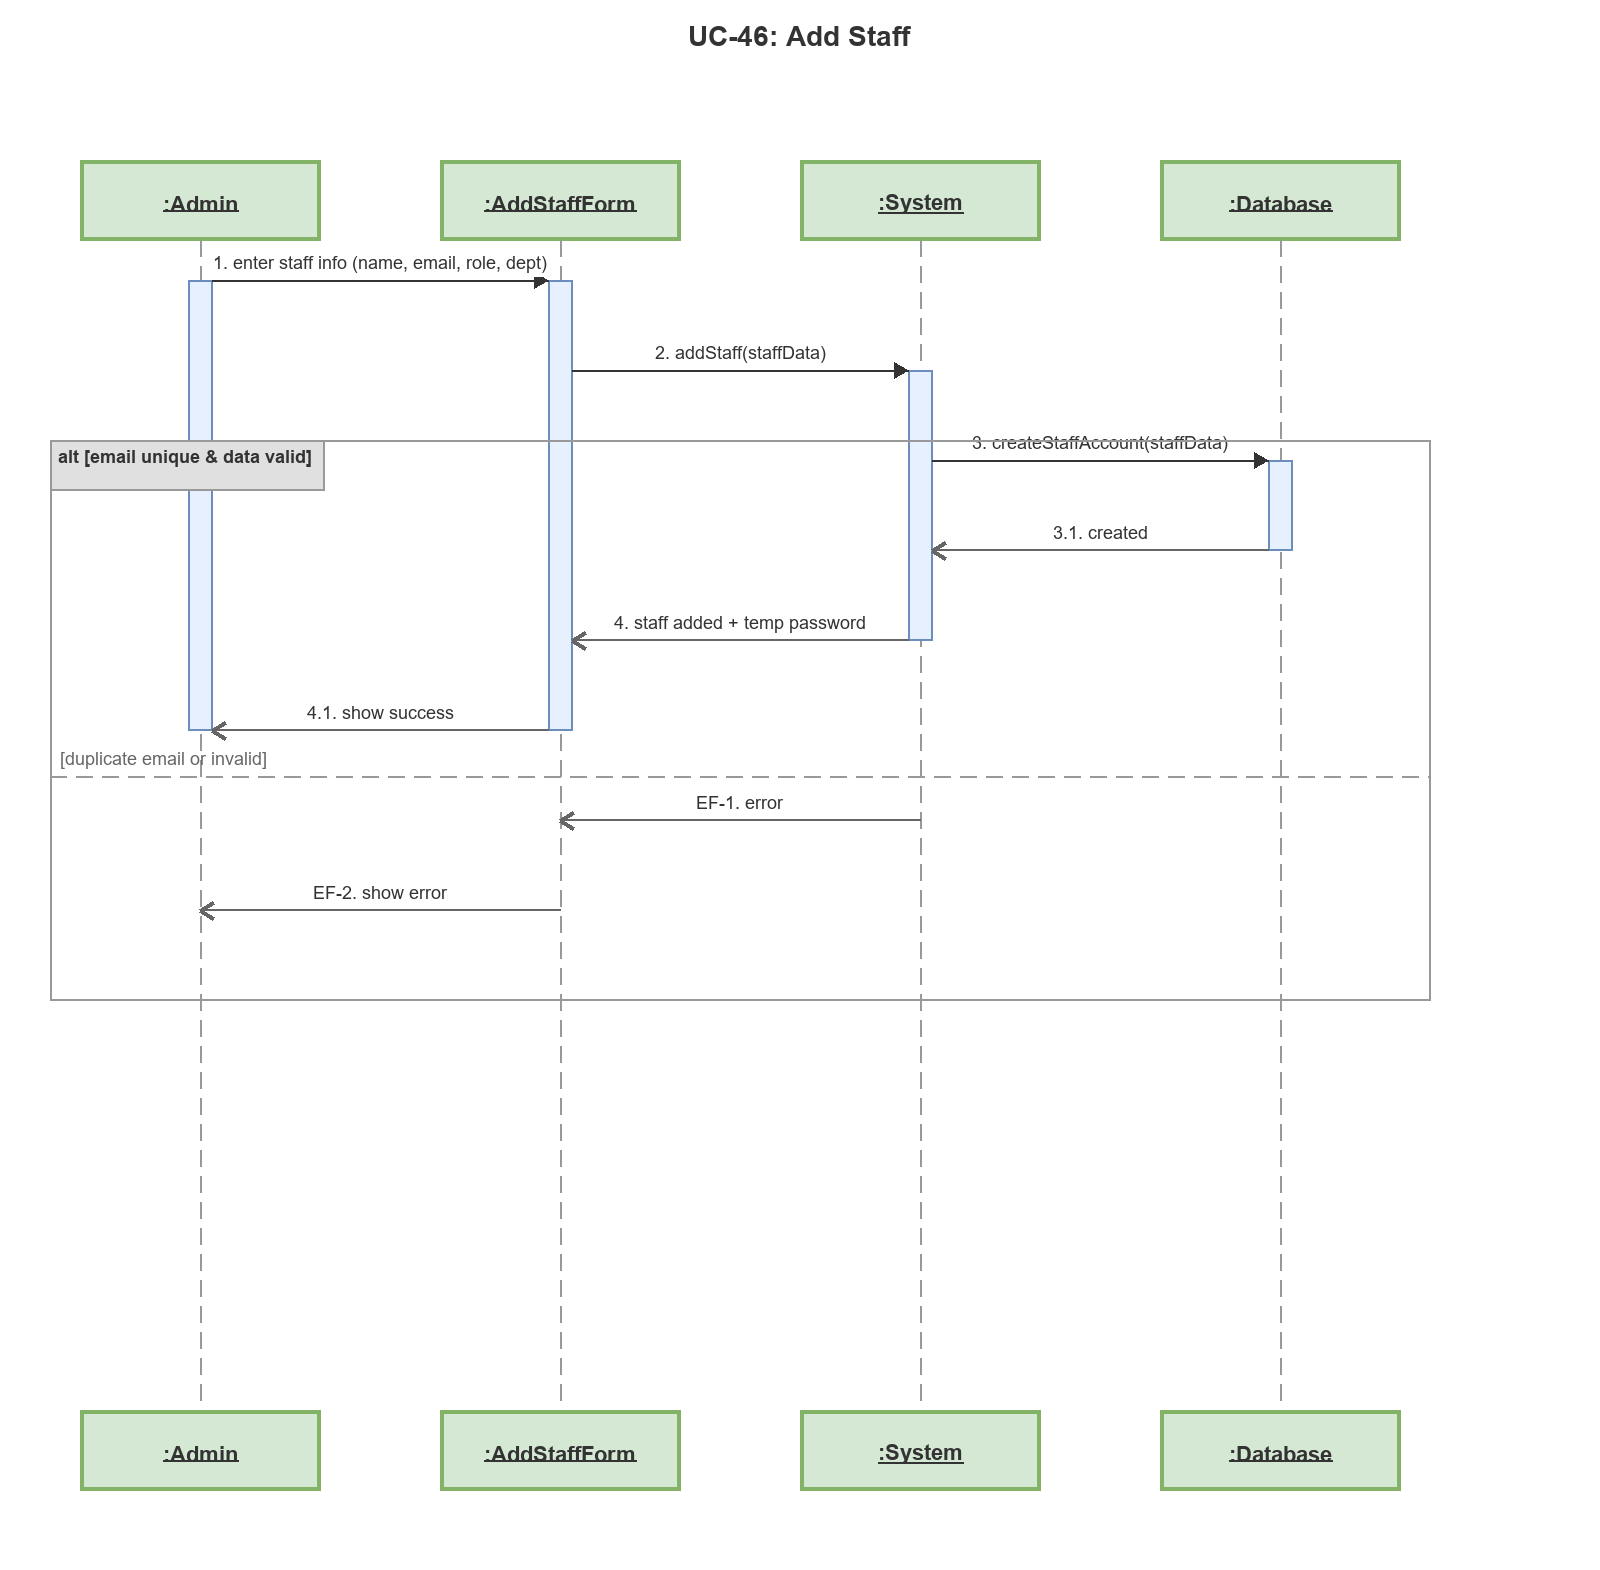 UC-46: Add Staff
:Admin
:AddStaffForm
:System
:Database
1. enter staff info (name, email, role, dept)
2. addStaff(staffData)
3. createStaffAccount(staffData)
alt [email unique & data valid]
3.1. created
4. staff added + temp password
4.1. show success
[duplicate email or invalid]
EF-1. error
EF-2. show error
:Admin
:AddStaffForm
:System
:Database